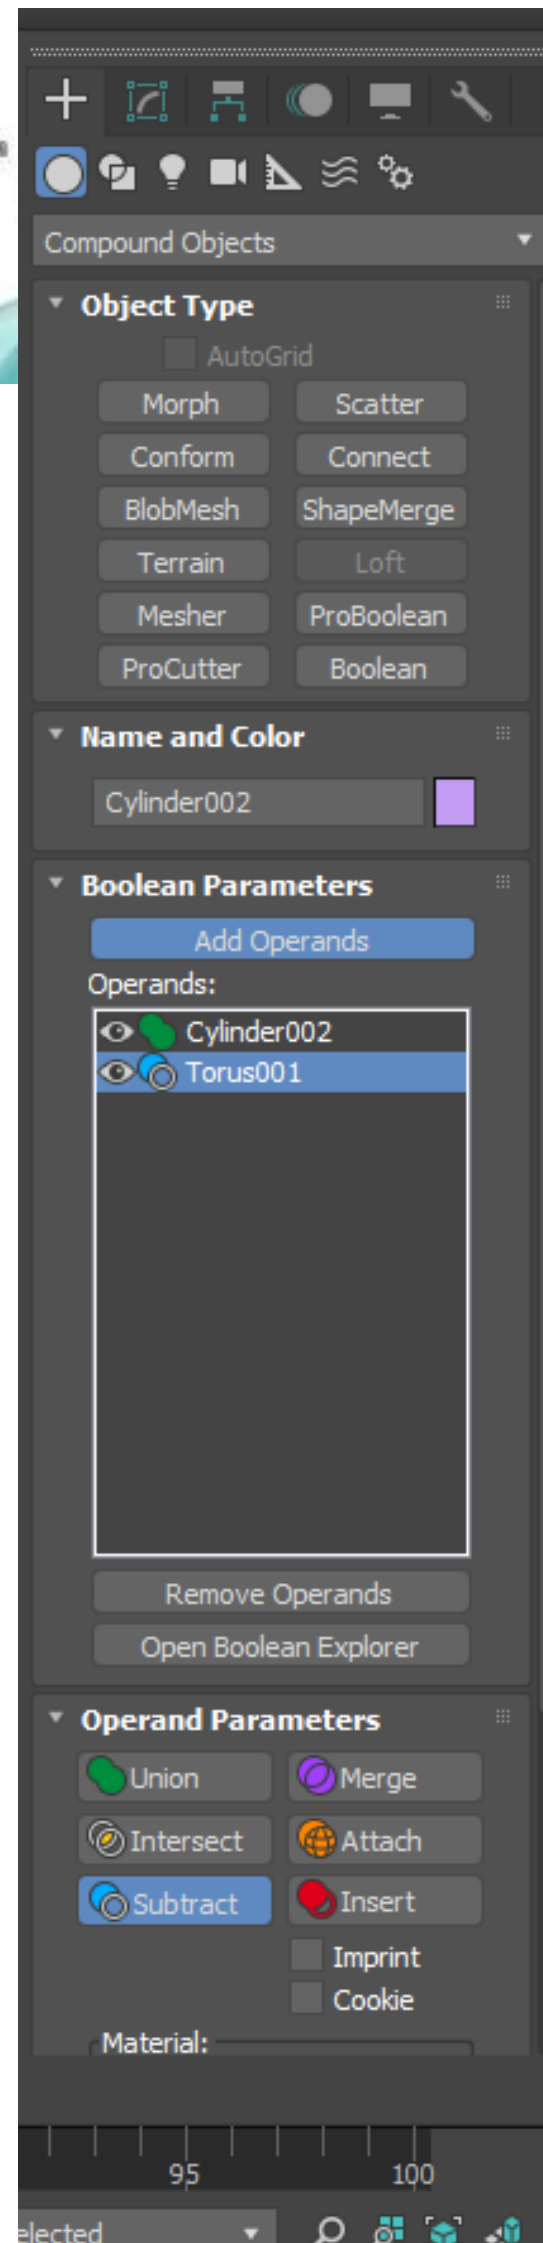 Compound Objects
Object Type
AutoGrid
Morph Scatter
Conform Connect
BlobMesh ShapeMerge
Terrain Loft
Mesher ProBoolean
ProCutter Boolean
Name and Color
Cylinder002
Boolean Parameters
Add Operands
Operands:
Cylinder002
Torus001
Remove Operands
Open Boolean Explorer
Operand Parameters
Union Merge
Intersect Attach
Subtract Insert
Imprint
Cookie
Material:
95 100
elected